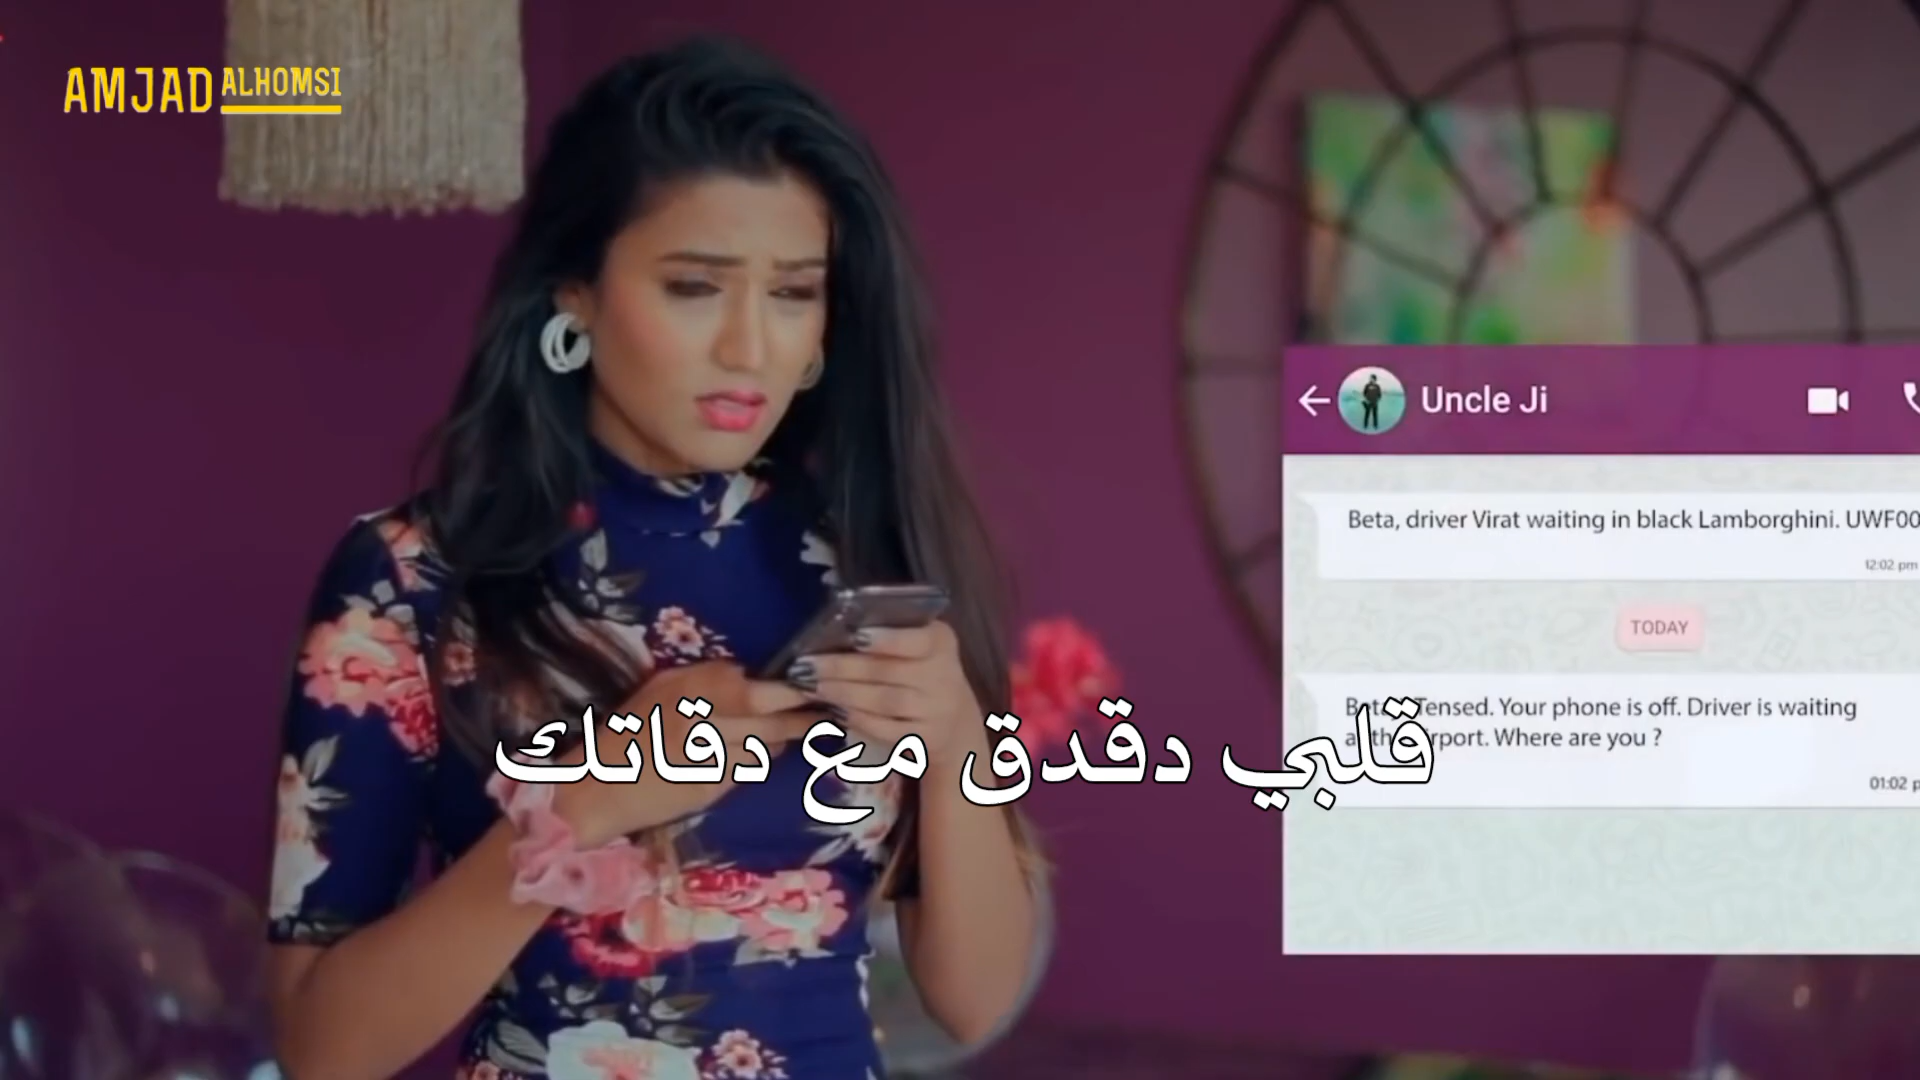 AMJAD ALHOMSI
Uncle Ji
Beta, driver Virat waiting in black Lamborghini. UWF00
12:02 pm
TODAY
Tensed. Your phone is off. Driver is waiting
Where are you ?
01:02 p
قلبي دقدق مع دقاتك